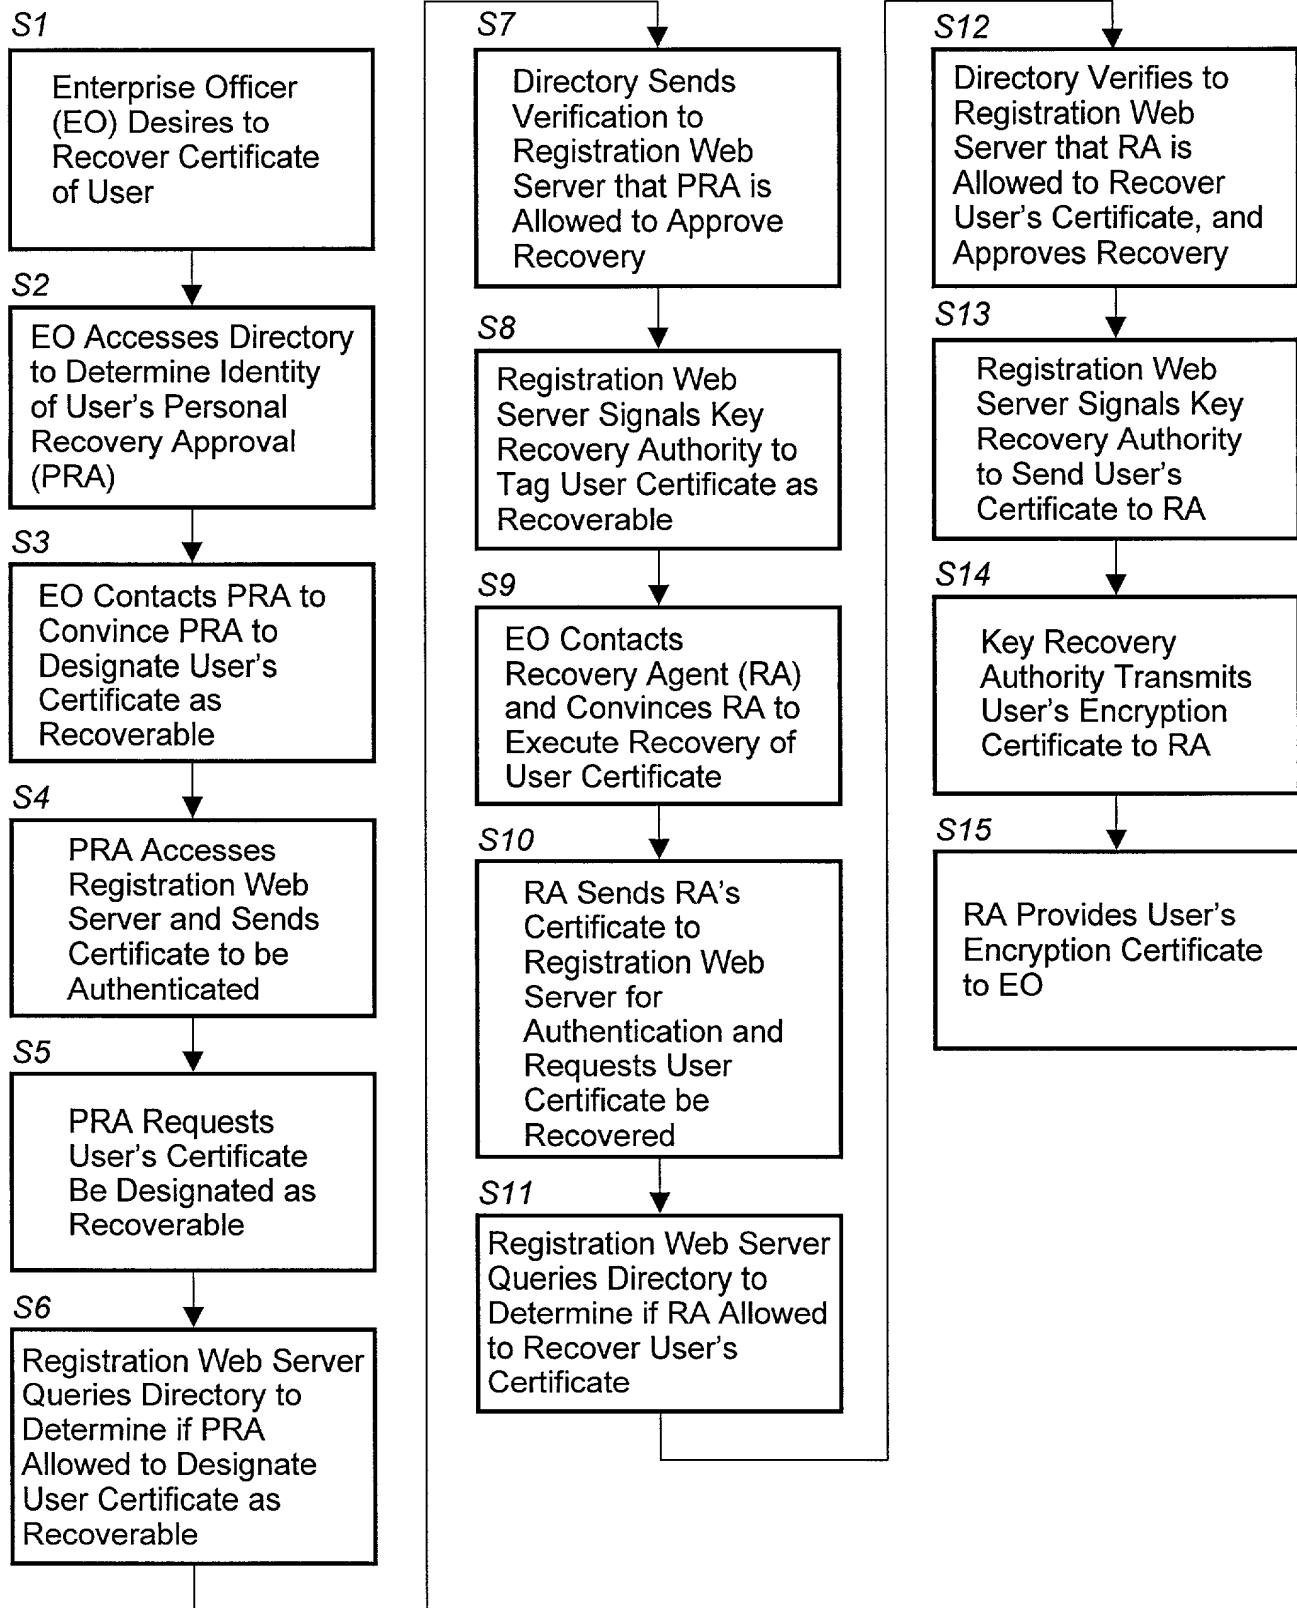 S1
Enterprise Officer
(EO) Desires to
Recover Certificate
of User
S2
EO Accesses Directory
to Determine Identity
of User's Personal
Recovery Approval
(PRA)
S3
EO Contacts PRA to
Convince PRA to
Designate User's
Certificate as
Recoverable
S4
PRA Accesses
Registration Web
Server and Sends
Certificate to be
Authenticated
S5
PRA Requests
User's Certificate
Be Designated as
Recoverable
S6
Registration Web Server
Queries Directory to
Determine if PRA
Allowed to Designate
User Certificate as
Recoverable
S7
Directory Sends
Verification to
Registration Web
Server that PRA is
Allowed to Approve
Recovery
S8
Registration Web
Server Signals Key
Recovery Authority to
Tag User Certificate as
Recoverable
S9
EO Contacts
Recovery Agent (RA)
and Convinces RA to
Execute Recovery of
User Certificate
S10
RA Sends RA's
Certificate to
Registration Web
Server for
Authentication and
Requests User
Certificate be
Recovered
S11
Registration Web Server
Queries Directory to
Determine if RA Allowed
to Recover User's
Certificate
S12
Directory Verifies to
Registration Web
Server that RA is
Allowed to Recover
User's Certificate, and
Approves Recovery
S13
Registration Web
Server Signals Key
Recovery Authority
to Send User's
Certificate to RA
S14
Key Recovery
Authority Transmits
User's Encryption
Certificate to RA
S15
RA Provides User's
Encryption Certificate
to EO